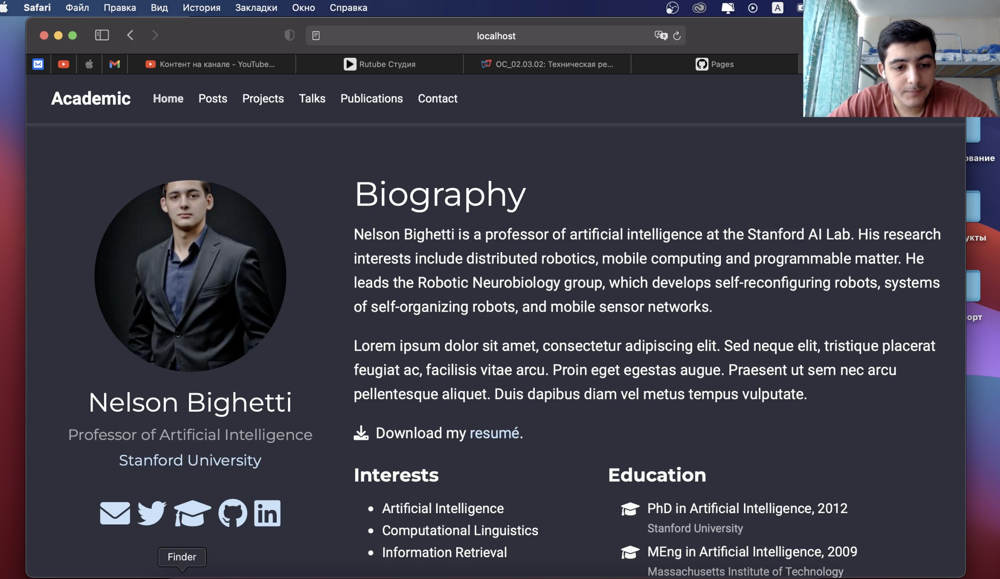 Safari Файл Правка Вид История Закладки Окно Справка A
localhost
Контент на канале - YouTube... Rutube Студия ОС_02.03.02: Техническая ре... Pages
Academic Home Posts Projects Talks Publications Contact
Biography
Nelson Bighetti is a professor of artificial intelligence at the Stanford AI Lab. His research
interests include distributed robotics, mobile computing and programmable matter. He
leads the Robotic Neurobiology group, which develops self-reconfiguring robots, systems
of self-organizing robots, and mobile sensor networks.
Lorem ipsum dolor sit amet, consectetur adipiscing elit. Sed neque elit, tristique placerat
feugiat ac, facilisis vitae arcu. Proin eget egestas augue. Praesent ut sem nec arcu
pellentesque aliquet. Duis dapibus diam vel metus tempus vulputate.
Download my resumé.
Nelson Bighetti
Professor of Artificial Intelligence
Stanford University
in
Interests
Artificial Intelligence
Computational Linguistics
Information Retrieval
Education
PhD in Artificial Intelligence, 2012
Stanford University
MEng in Artificial Intelligence, 2009
Massachusetts Institute of Technology
Finder